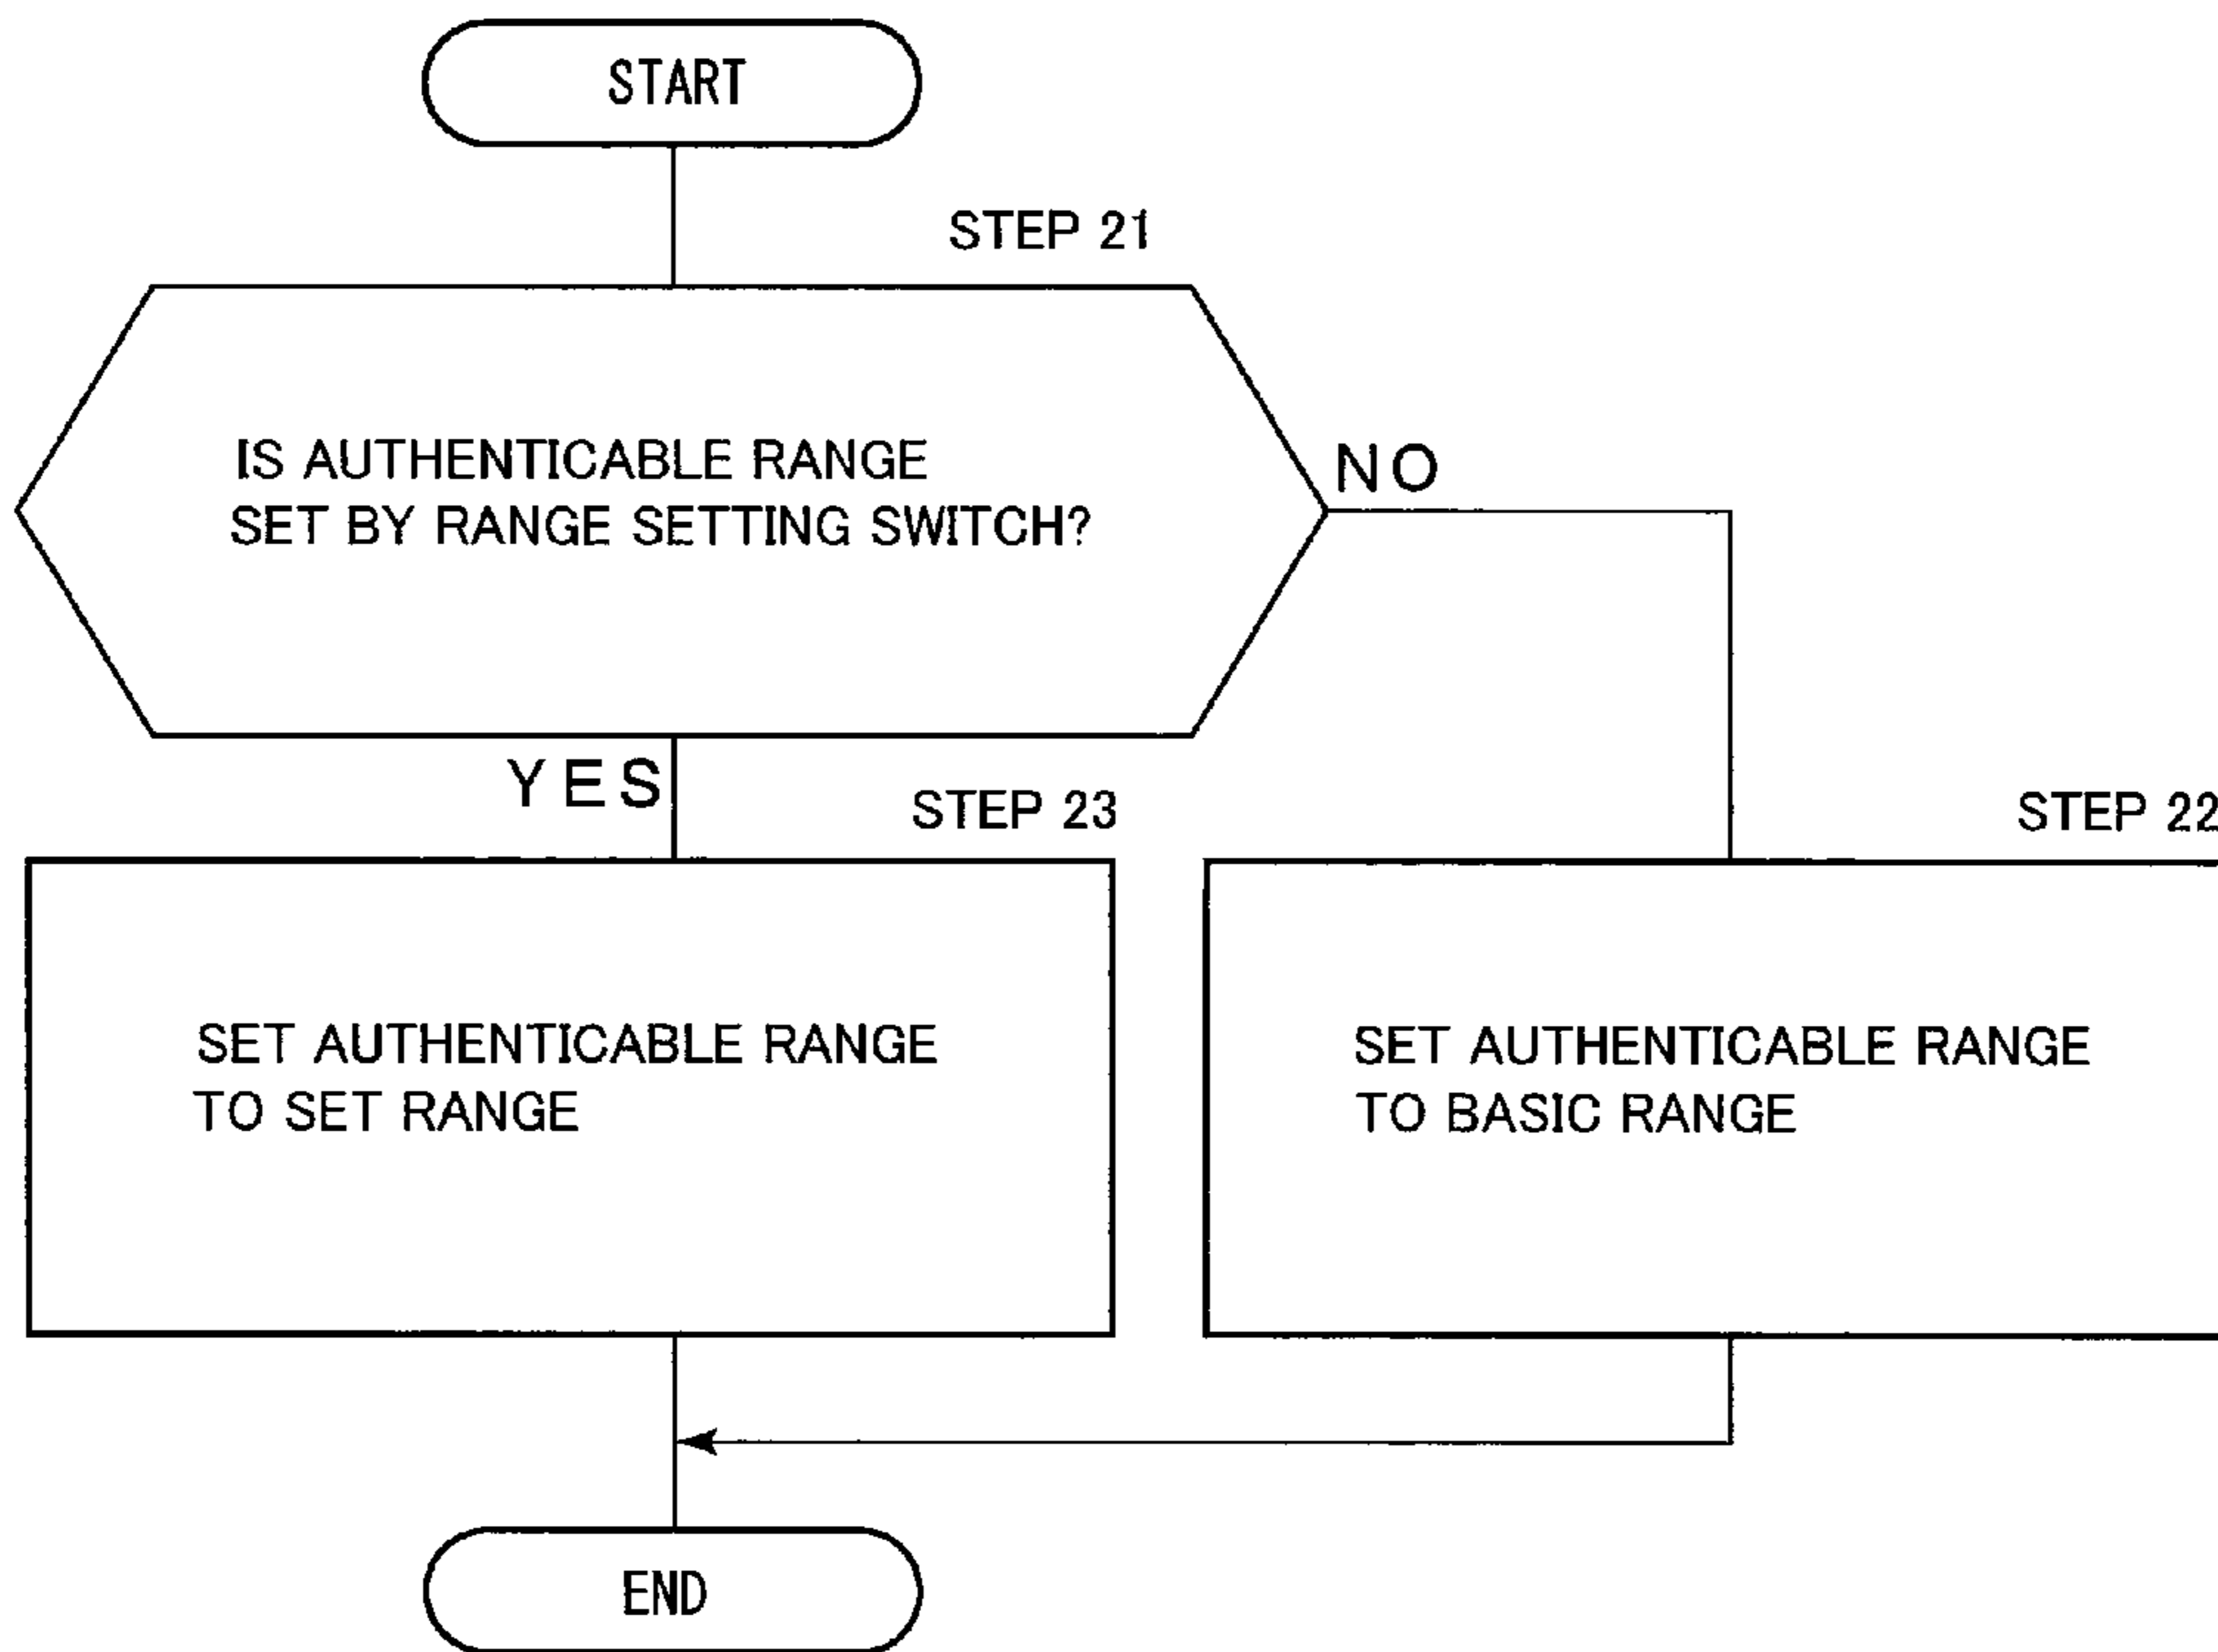 START
STEP 21
IS AUTHENTICABLE RANGE
SET BY RANGE SETTING SWITCH?
NO
YES
STEP 23
STEP 22
SET AUTHENTICABLE RANGE
TO SET RANGE
SET AUTHENTICABLE RANGE
TO BASIC RANGE
END